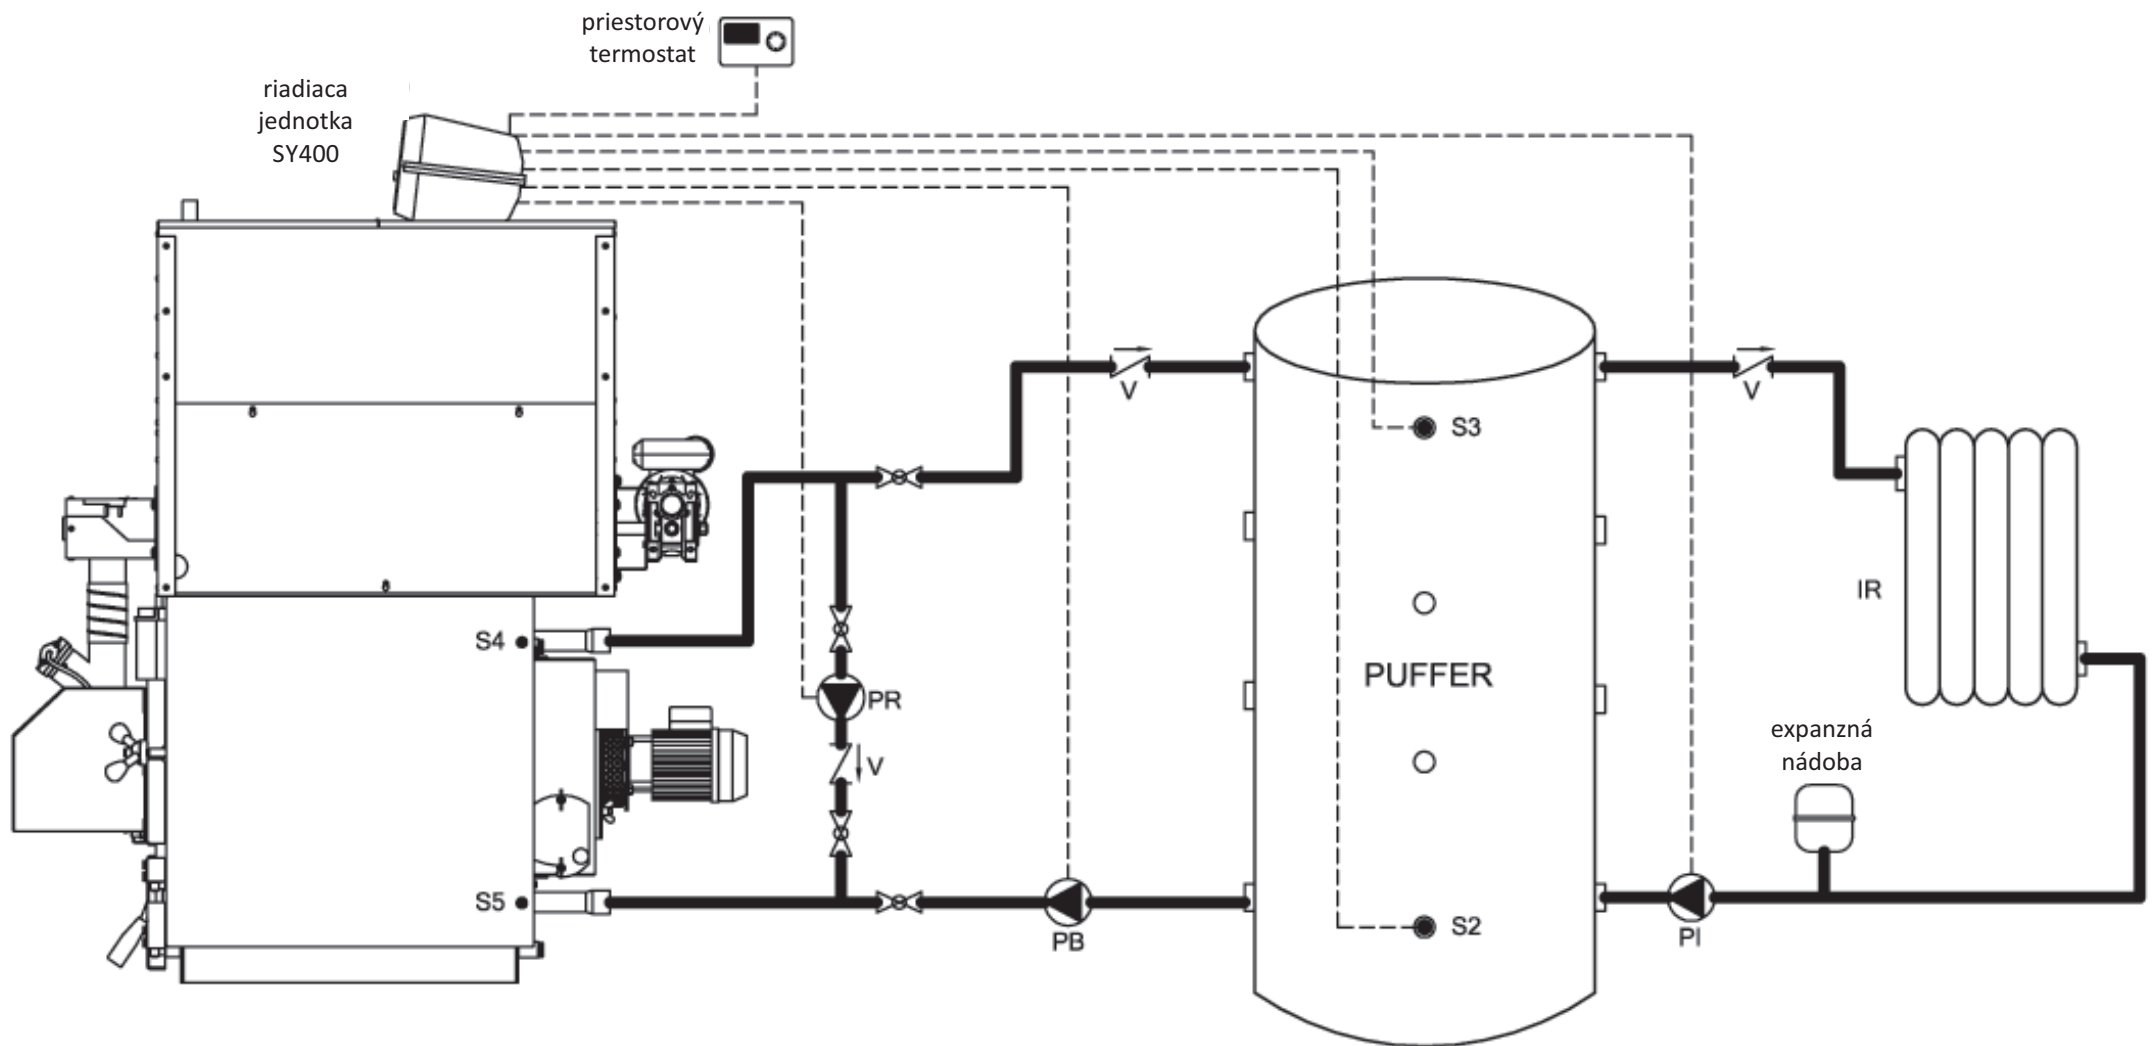 priestorový
termostat
riadiaca
jednotka
SY400
V
V
S3
IR
S4
PUFFER
PR
expanzná
nádoba
V
S5
S2
PB
PI